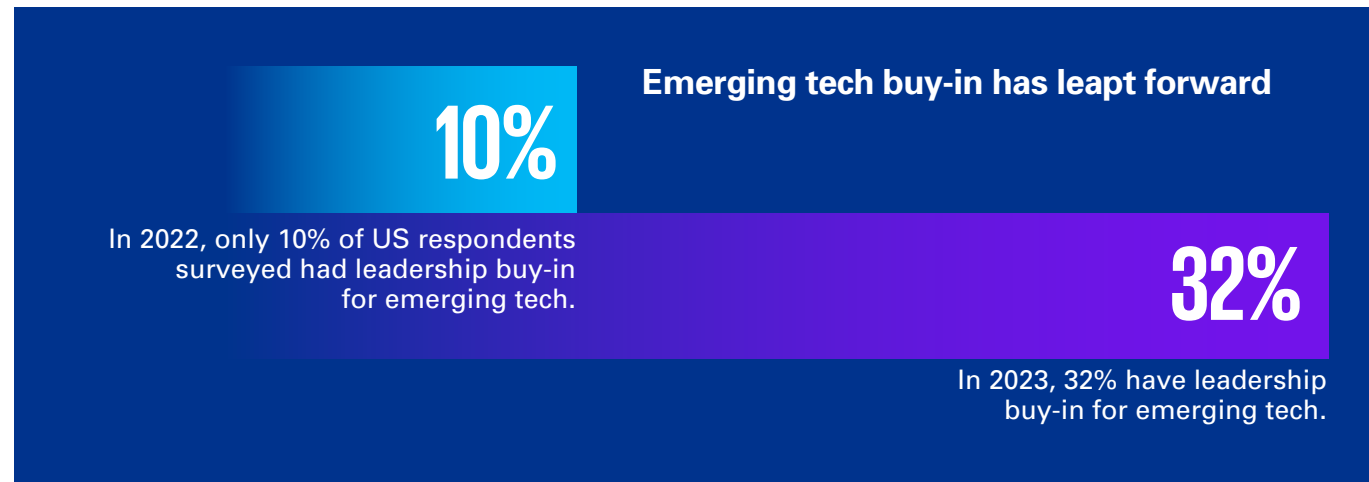 Emerging tech buy-in has leapt forward
10%
In 2022, only 10% of US respondents
surveyed had leadership buy-in
for emerging tech.
32%
In 2023, 32% have leadership
buy-in for emerging tech.